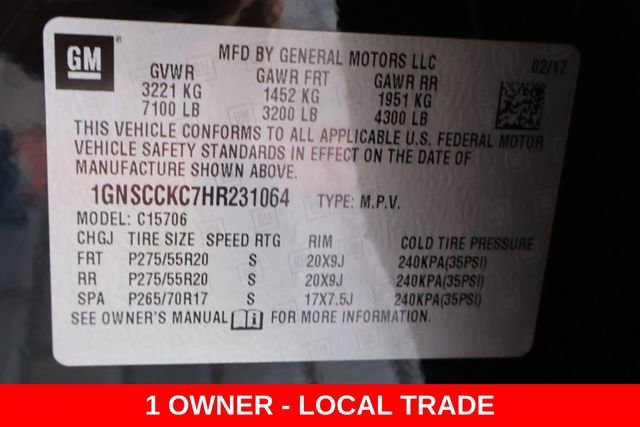 GM
MFD BY GENERAL MOTORS LLC
02/17
GVWR GAWR FRT GAWR RR
3221 KG 1452 KG 1951 KG
7100 LB 3200 LB 4300 LB
THIS VEHICLE CONFORMS TO ALL APPLICABLE U.S. FEDERAL MOTOR
VEHICLE SAFETY STANDARDS IN EFFECT ON THE DATE OF
MANUFACTURE SHOWN ABOVE.
1GNSCCKC7HR231064 TYPE: M.P.V.
MODEL: C15706
CHGJ TIRE SIZE SPEED RTG RIM COLD TIRE PRESSURE
FRT P275/55R20 S 20X9J 240KPA(35PSI)
RR P275/55R20 S 20X9J 240KPA(35PSI)
SPA P265/70R17 S 17X7.5J 240KPA(35PSI)
SEE OWNER'S MANUAL i FOR MORE INFORMATION.
1 OWNER - LOCAL TRADE